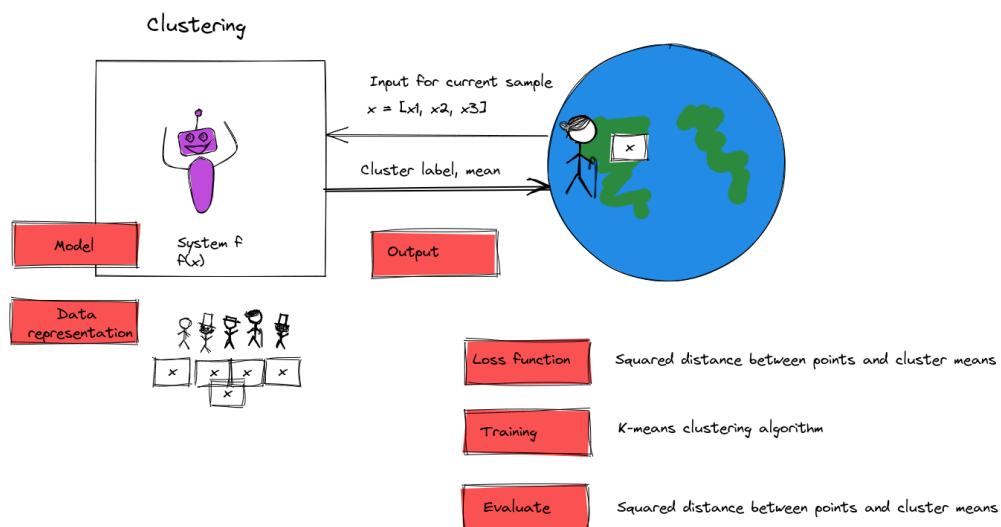 Clustering
Input for current sample
x = [x1, x2, x3]
x
Cluster label, mean
Model
System f
f(x)
Output
Data
representation
x
x
x
x
x
Loss function
Squared distance between points and cluster means
Training
K-means clustering algorithm
Evaluate
Squared distance between points and cluster means